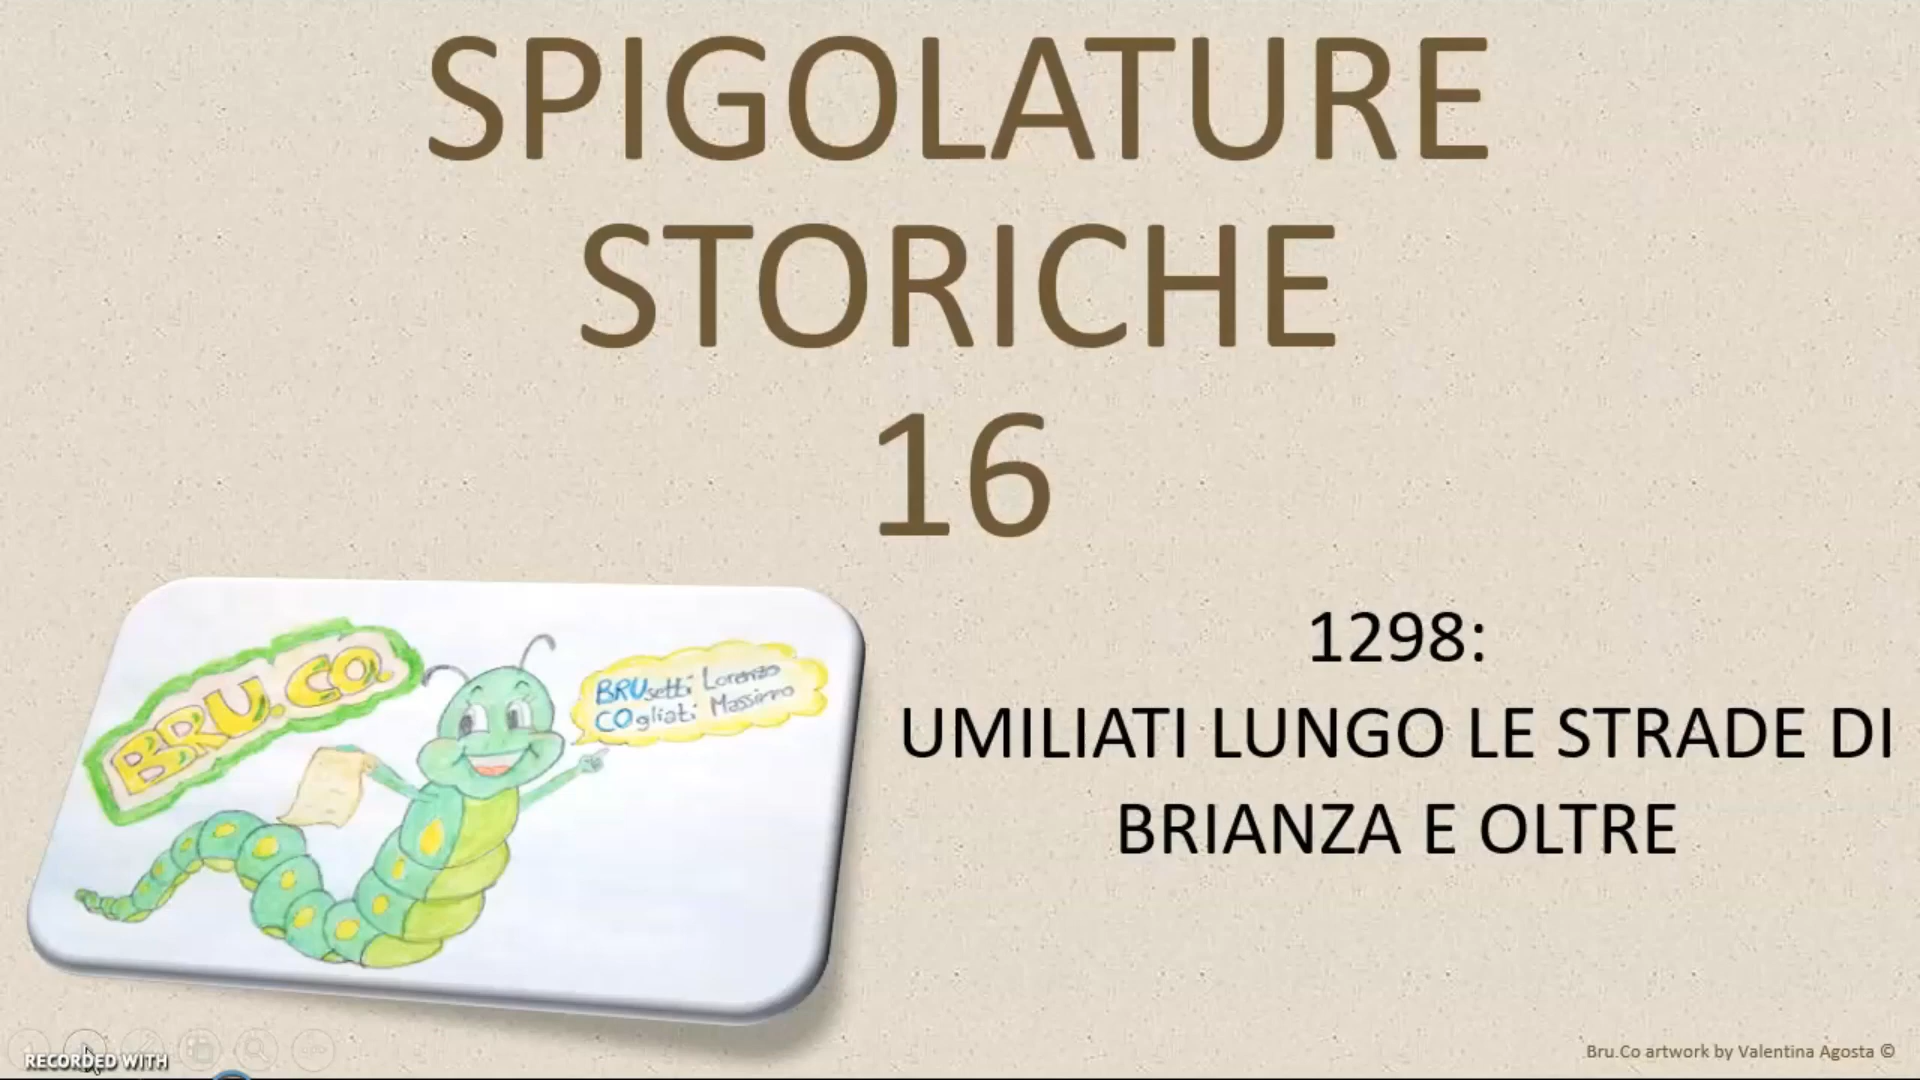 SPIGOLATURE
STORICHE
16
BRU.CO.
BRUsetti Lorenzo
COgliati Massimo
1298:
UMILIATI LUNGO LE STRADE DI
BRIANZA E OLTRE
RECORDED WITH
Bru.Co artwork by Valentina Agosta ©